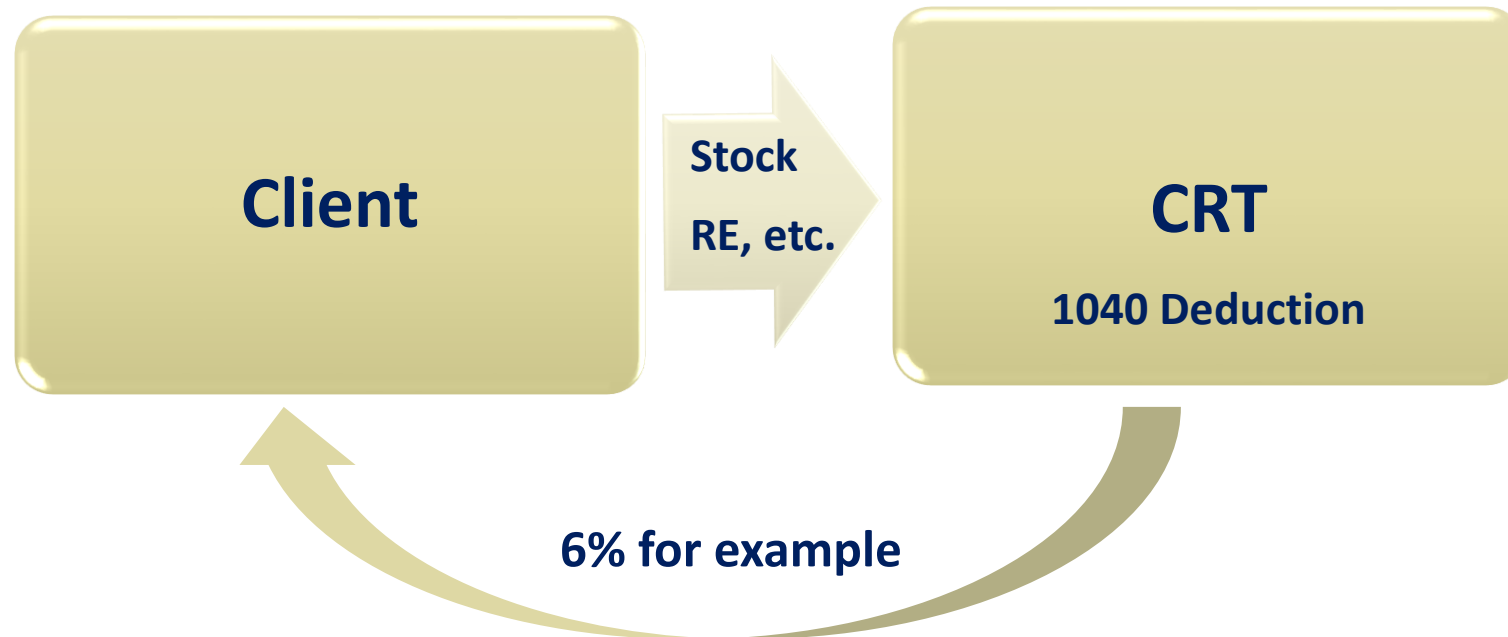 Client
Stock
RE, etc.
CRT
1040 Deduction
6% for example